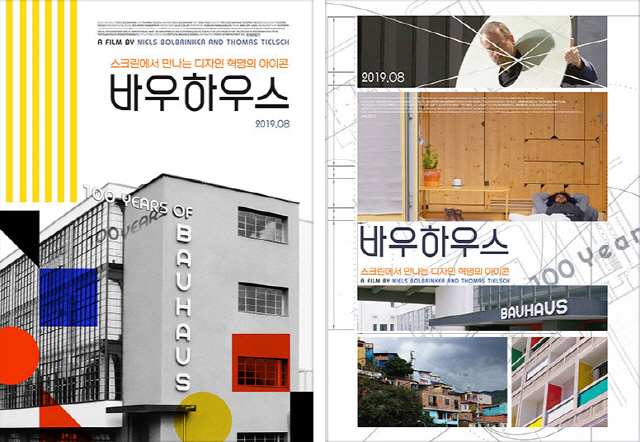 A FILM BY NIELS BOLBRINKER AND THOMAS TIELSCH
스크린에서 만나는 디자인 혁명의 아이콘
바우하우스
2019.08
100 YEARS OF
100 YEARS
BAUHAUS
2019.08
바우하우스
100 Year
스크린에서 만나는 디자인 혁명의 아이콘
A FILM BY NIELS BOLBRINKER AND THOMAS TIELSCH
BAUHAUS